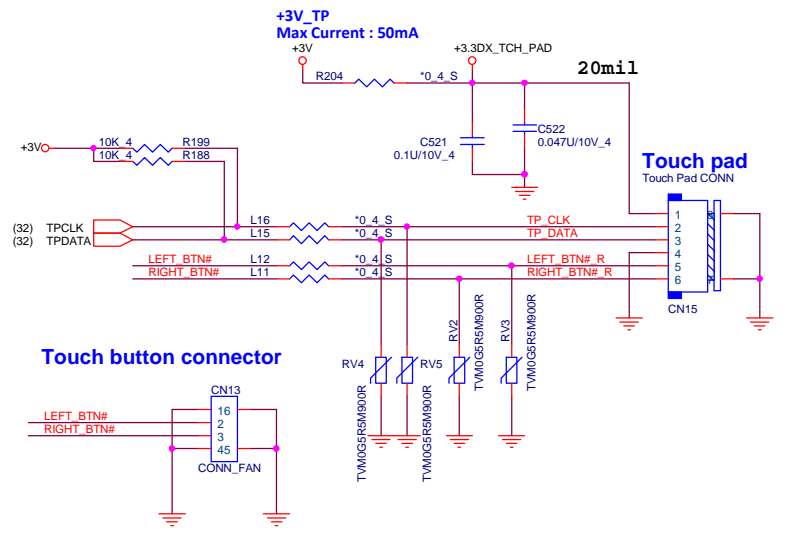 +3V_TP
Max Current : 50mA
+3V
+3.3DX_TCH_PAD
R204
*0_4_S
20mil
C521
0.1U/10V_4
C522
0.047U/10V_4
+3V
10K_4
R199
10K_4
R188
Touch pad
Touch Pad CONN
(32) TPCLK
L16
*0_4_S
TP_CLK
(32) TPDATA
L15
*0_4_S
TP_DATA
LEFT_BTN#
L12
*0_4_S
LEFT_BTN#_R
RIGHT_BTN#
L11
*0_4_S
RIGHT_BTN#_R
1
2
3
4
5
6
CN15
RV4
TVM0G5R5M900R
RV5
TVM0G5R5M900R
RV2
TVM0G5R5M900R
RV3
TVM0G5R5M900R
Touch button connector
CN13
LEFT_BTN#
RIGHT_BTN#
16
2
3
45
CONN_FAN